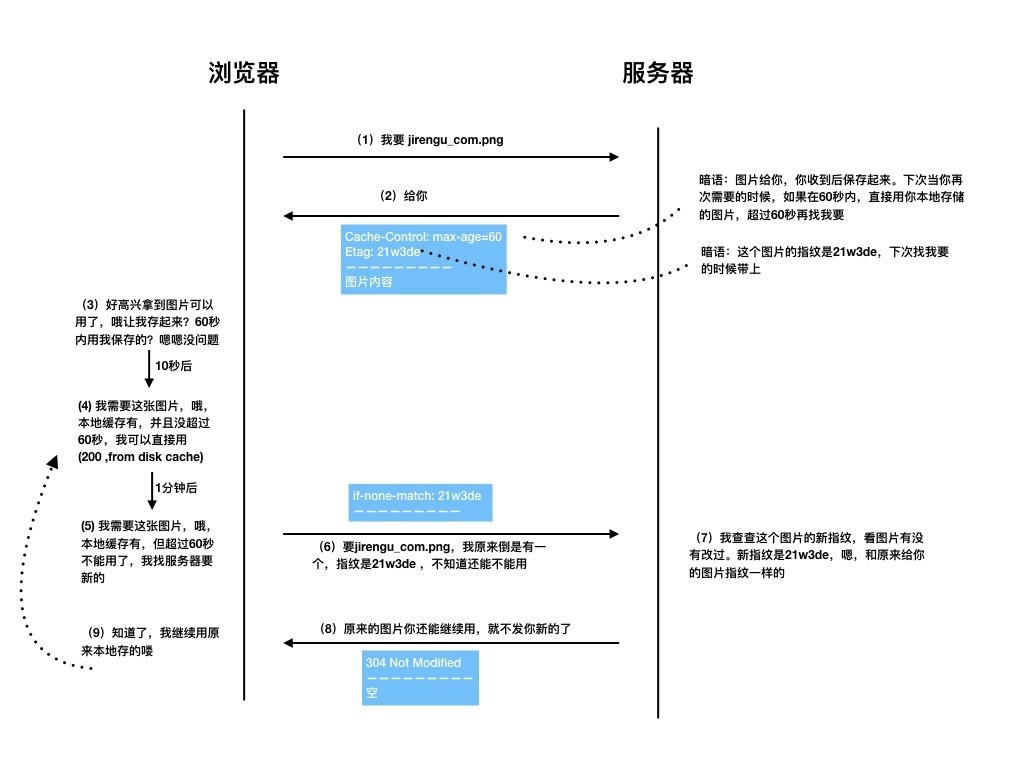 浏览器
服务器
（1）我要 jirengu_com.png
（2）给你
暗语：图片给你，你收到后保存起来。下次当你再
次需要的时候，如果在60秒内，直接用你本地存储
的图片，超过60秒再找我要
Cache-Control: max-age=60
Etag: 21w3de
图片内容
暗语：这个图片的指纹是21w3de，下次找我要
的时候带上
（3）好高兴拿到图片可以
用了，哦让我存起来？60秒
内用我保存的？嗯嗯没问题
10秒后
(4) 我需要这张图片，哦，
本地缓存有，并且没超过
60秒，我可以直接用
(200 ,from disk cache)
1分钟后
(5) 我需要这张图片，哦，
本地缓存有，但超过60秒
不能用了，我找服务器要
新的
if-none-match: 21w3de
（6）要jirengu_com.png，我原来倒是有一
个，指纹是21w3de ，不知道还能不能用
（7）我查查这个图片的新指纹，看图片有没
有改过。新指纹是21w3de，嗯，和原来给你
的图片指纹一样的
（8）原来的图片你还能继续用，就不发你新的了
304 Not Modified
空
（9）知道了，我继续用原
来本地存的喽